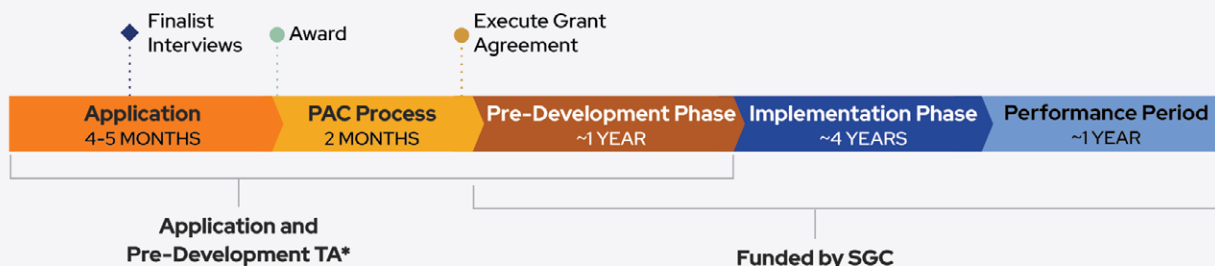 Finalist
Interviews
Award
Execute Grant
Agreement
Application
4-5 MONTHS
PAC Process
2 MONTHS
Pre-Development Phase
~1 YEAR
Implementation Phase
~4 YEARS
Performance Period
~1 YEAR
Application and
Pre-Development TA*
Funded by SGC